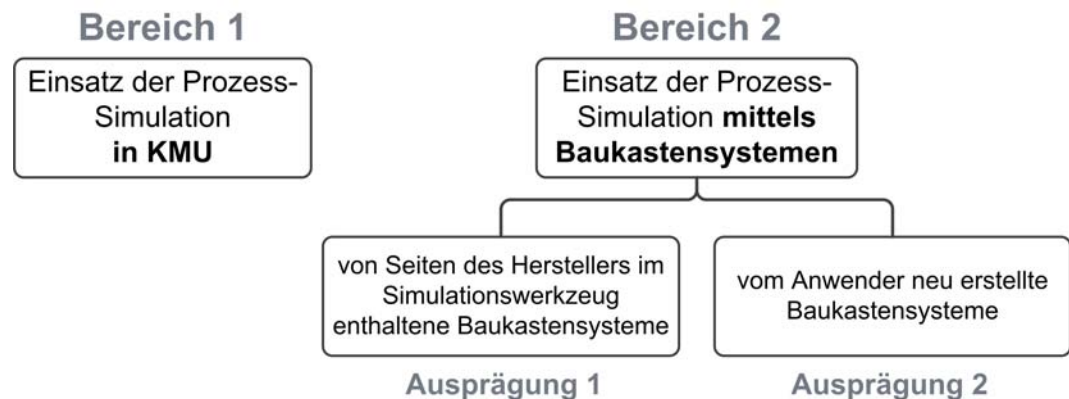 Bereich 1
Einsatz der Prozess-
Simulation
in KMU
Bereich 2
Einsatz der Prozess-
Simulation mittels
Baukastensystemen
von Seiten des Herstellers im
Simulationswerkzeug
enthaltene Baukastensysteme
Ausprägung 1
vom Anwender neu erstellte
Baukastensysteme
Ausprägung 2